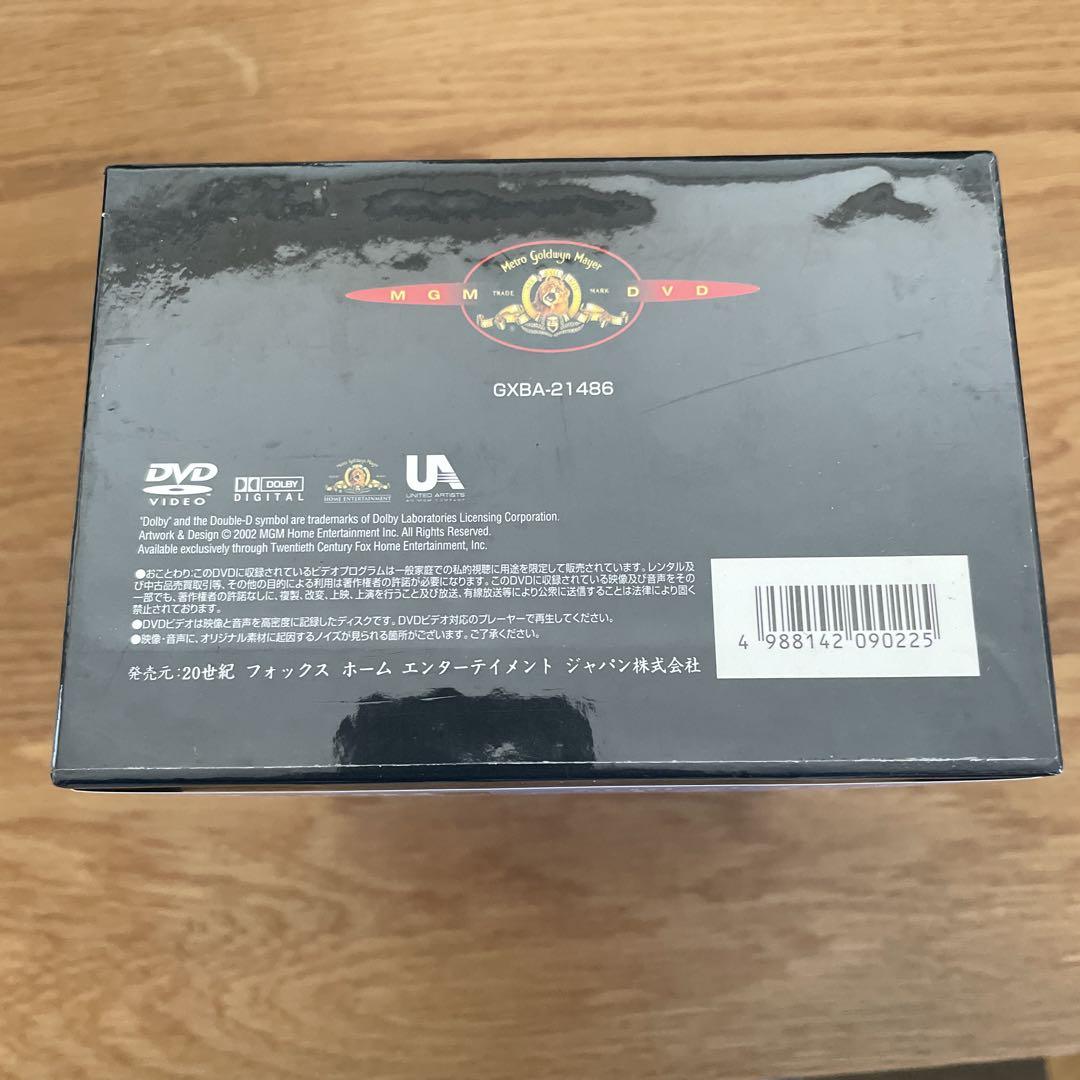 Metro Goldwyn Mayer
MGM TRADE MARK DVD
GXBA-21486
DVD VIDEO
DOLBY DIGITAL
Metro Goldwyn Mayer
HOME ENTERTAINMENT
UA
UNITED ARTISTS
AN MGM COMPANY
"Dolby" and the Double-D symbol are trademarks of Dolby Laboratories Licensing Corporation.
Artwork & Design © 2002 MGM Home Entertainment Inc. All Rights Reserved.
Available exclusively through Twentieth Century Fox Home Entertainment, Inc.
●おことわり:このDVDに収録されているビデオプログラムは一般家庭での私的視聴に用途を限定して販売されています。レンタル及
び中古品売買取引等、その他の目的による利用は著作権者の許諾が必要になります。このDVDに収録されている映像及び音声をその
一部でも、著作権者の許諾なしに、複製、改変、上映、上演を行うこと及び放送、有線放送等により公衆に送信することは法律により固く
禁止されております。
●DVDビデオは映像と音声を高密度に記録したディスクです。DVDビデオ対応のプレーヤーで再生してください。
●映像・音声に、オリジナル素材に起因するノイズが見られる箇所がございます。ご了承ください。
発売元:20世紀 フォックス ホーム エンターテイメント ジャパン株式会社
4 988142 090225